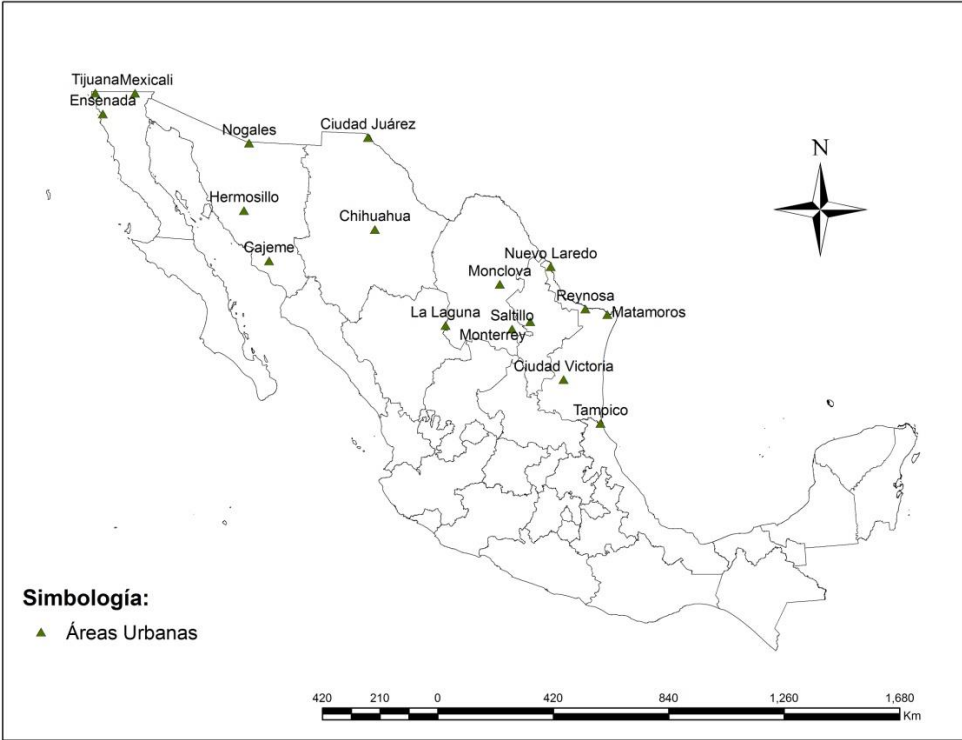 Tijuana Mexicali
Ensenada
Nogales
Ciudad Juárez
N
Hermosillo
Chihuahua
Cajeme
Nuevo Laredo
Monclova
Reynosa
La Laguna
Saltillo
Matamoros
Monterrey
Ciudad Victoria
Tampico
Simbología:
Áreas Urbanas
420 210 0 420 840 1,260 1,680
Km